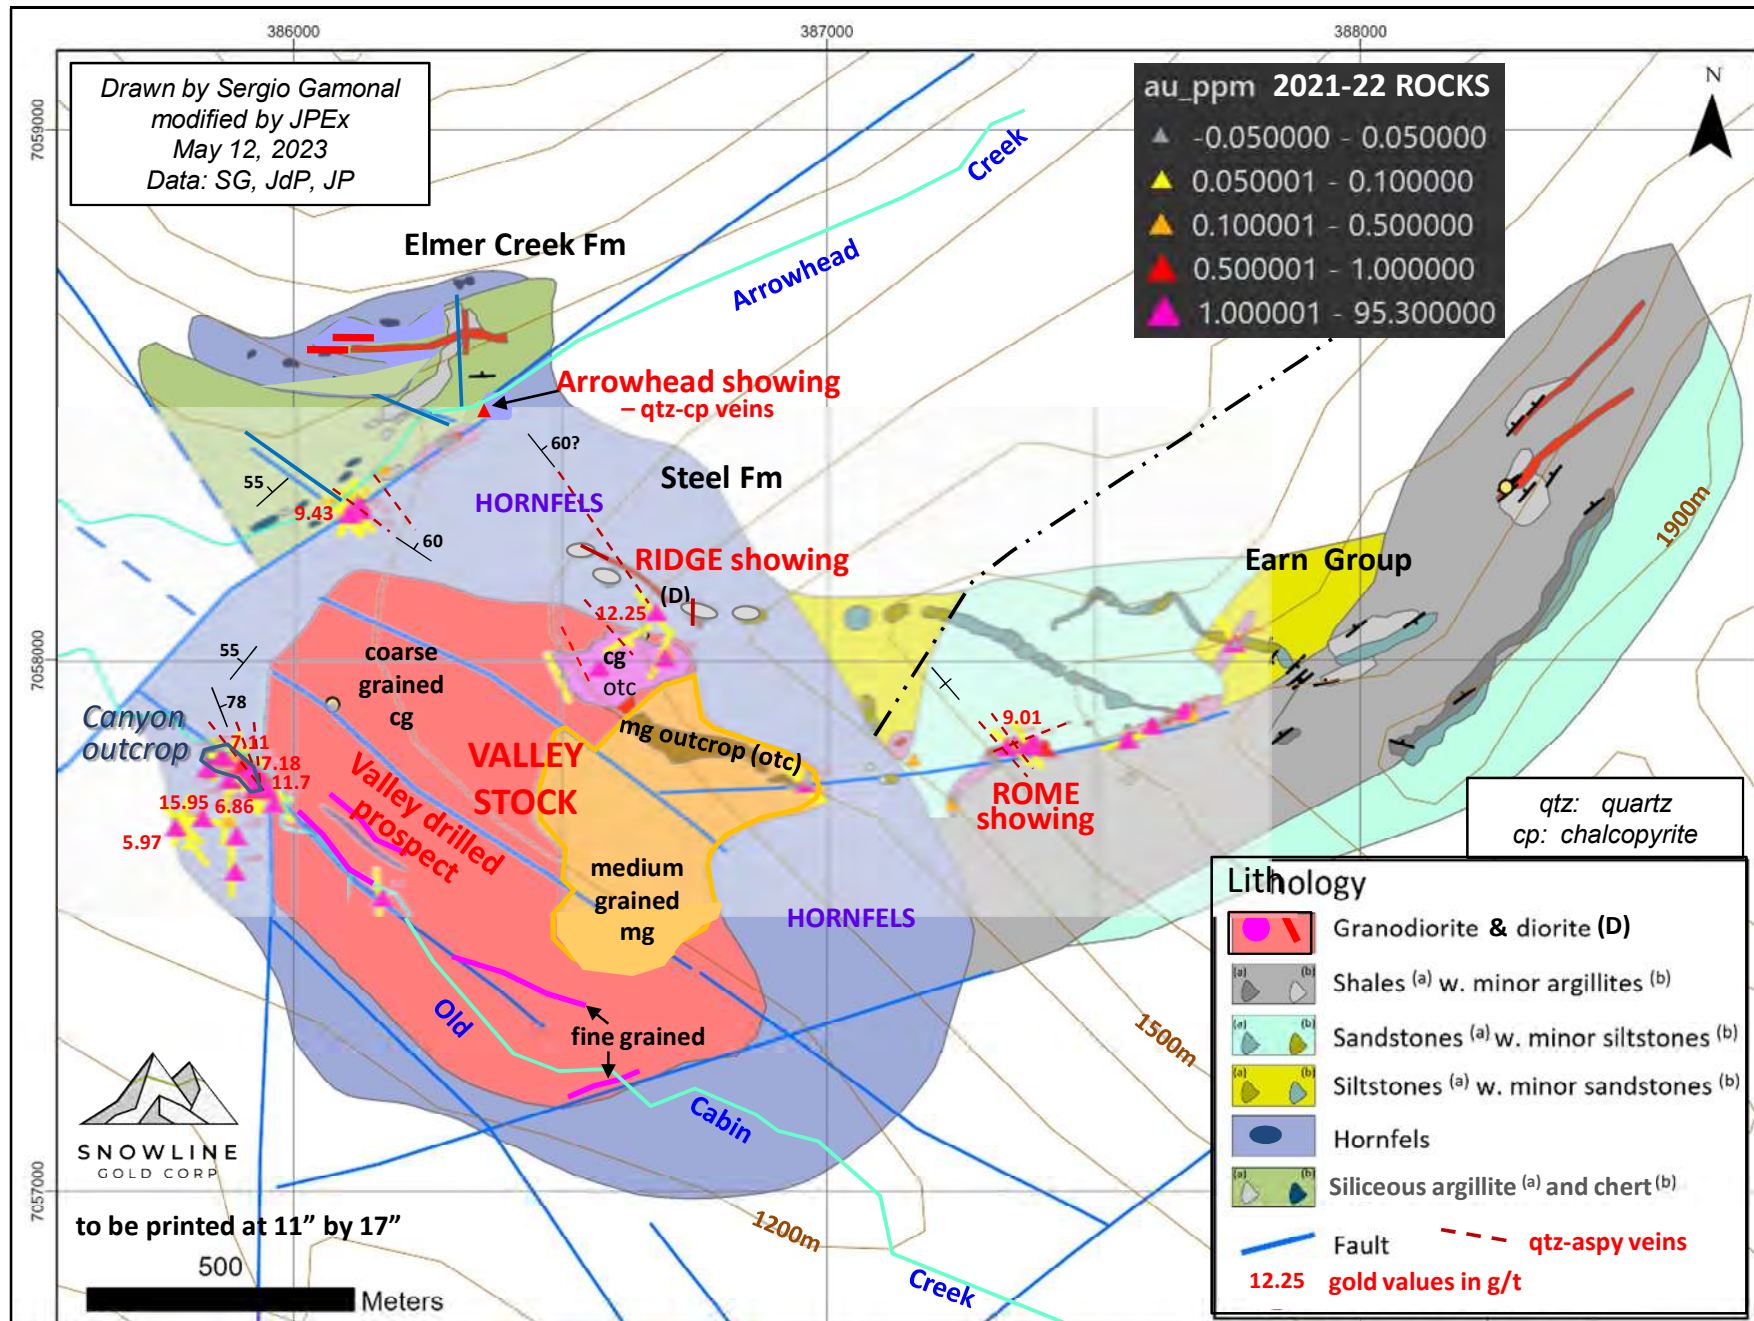 386000
387000
388000
7059000
7058000
7057000
Drawn by Sergio Gamonal
modified by JPEx
May 12, 2023
Data: SG, JdP, JP
au_ppm 2021-22 ROCKS
-0.050000 - 0.050000
0.050001 - 0.100000
0.100001 - 0.500000
0.500001 - 1.000000
1.000001 - 95.300000
N
Creek
Arrowhead
Elmer Creek Fm
Arrowhead showing
– qtz-cp veins
60?
Steel Fm
HORNFELS
55
9.43
60
RIDGE showing
(D)
12.25
Earn Group
1900m
cg
otc
coarse
grained
cg
55
78
Canyon
outcrop
7.11
7.18
11.7
15.95
6.86
5.97
VALLEY
STOCK
Valley drilled
prospect
mg outcrop (otc)
9.01
ROME
showing
medium
grained
mg
HORNFELS
Old
fine grained
Cabin
Creek
1500m
1200m
qtz: quartz
cp: chalcopyrite
Lithology
Granodiorite & diorite (D)
(a) (b)
Shales (a) w. minor argillites (b)
(a) (b)
Sandstones (a) w. minor siltstones (b)
(a) (b)
Siltstones (a) w. minor sandstones (b)
Hornfels
(a) (b)
Siliceous argillite (a) and chert (b)
Fault
qtz-aspy veins
12.25 gold values in g/t
SNOWLINE
GOLD CORP
to be printed at 11” by 17”
500
Meters